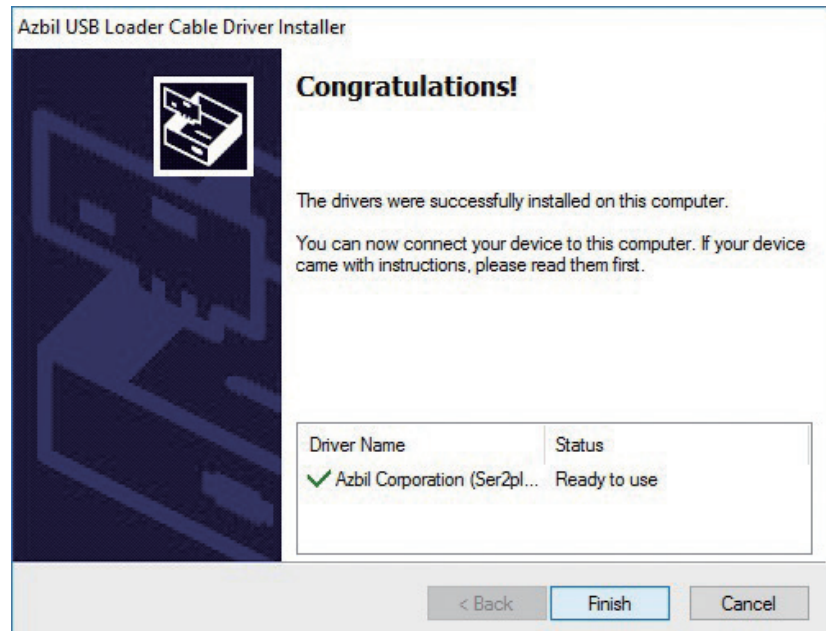 Azbil USB Loader Cable Driver Installer
Congratulations!
The drivers were successfully installed on this computer.
You can now connect your device to this computer. If your device
came with instructions, please read them first.
Driver Name Status
Azbil Corporation (Ser2pl... Ready to use
< Back Finish Cancel